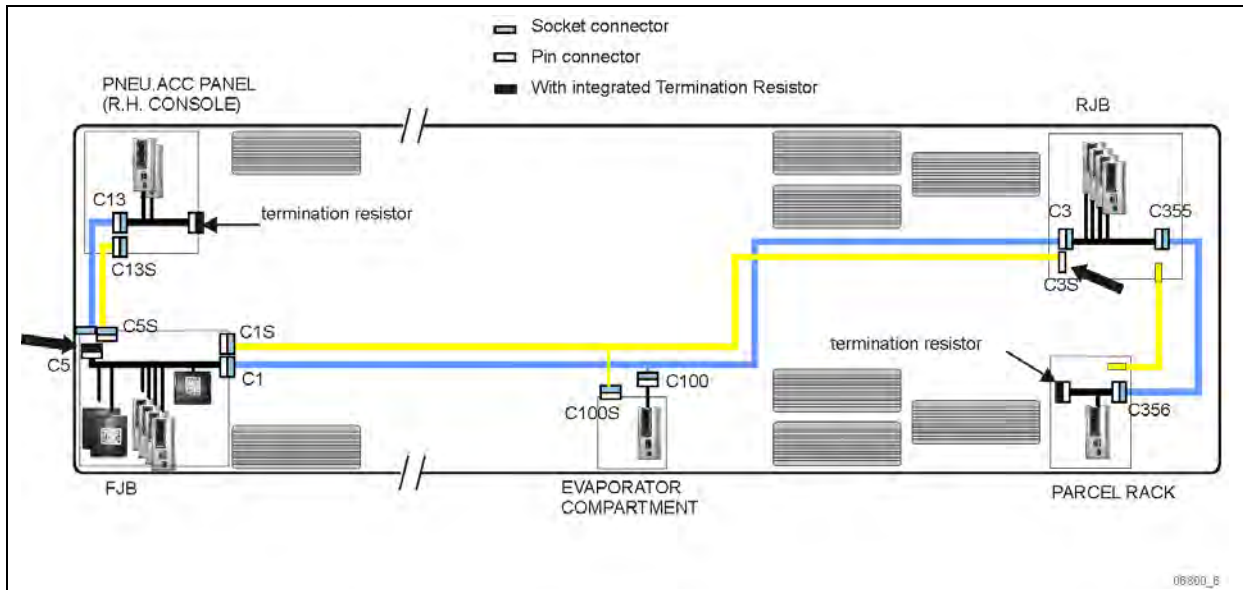 Socket connector
Pin connector
With integrated Termination Resistor
PNEU.ACC PANEL
(R.H. CONSOLE)
RJB
C13
termination resistor
C3
C355
C13S
C3S
C5S
C1S
C5
C1
termination resistor
C100
C100S
C356
FJB
EVAPORATOR
COMPARTMENT
PARCEL RACK
06800_6